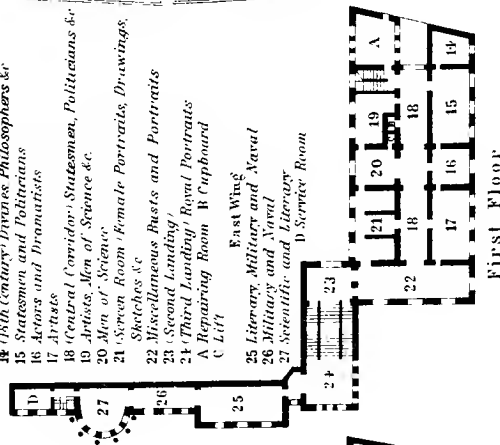 14 (18th Century) Divines, Philosophers &c
15 Statesmen and Politicians
16 Actors and Dramatists
17 Artists
18 (Central Corridor) Statesmen, Politicians &c
19 Artists, Men of Science &c.
20 Men of Science
21 (Screen Room) Female Portraits, Drawings,
Sketches &c
22 Miscellaneous Busts and Portraits
23 (Second Landing)
24 (Third Landing) Royal Portraits
A Repairing Room B Cupboard
C Lift
East Wing
25 Literary, Military and Naval
26 Military and Naval
27 Scientific and Literary
D Service Room
D
27
26
25
24
23
22
21
20
19
18
18
A
14
15
16
17
First Floor